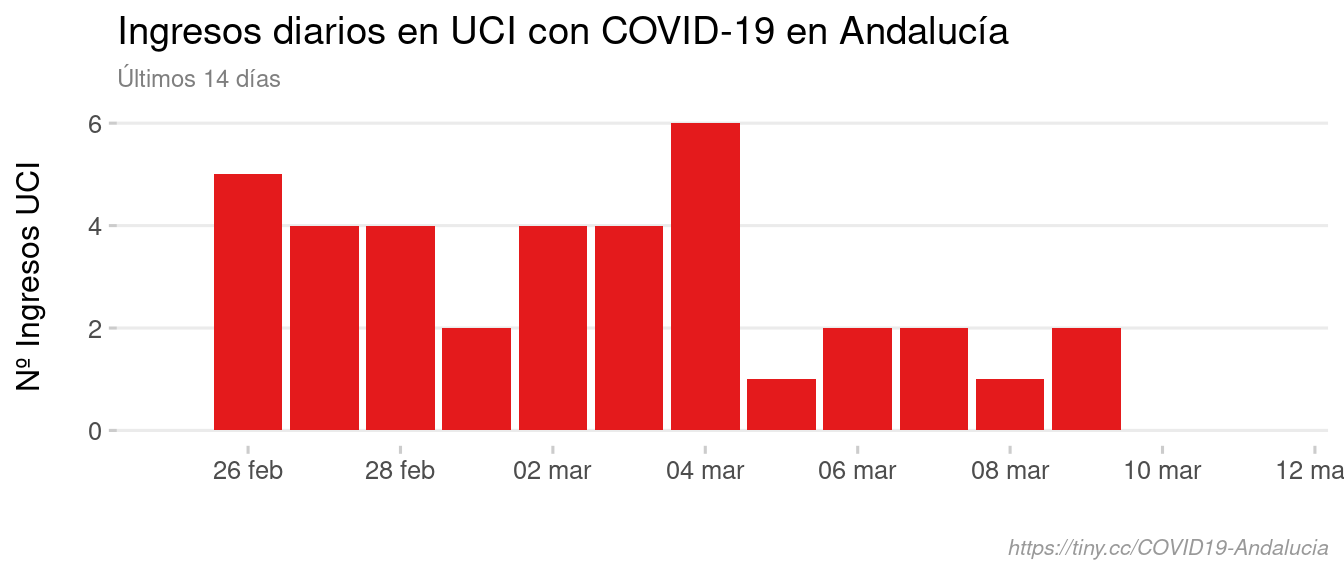 Ingresos diarios en UCI con COVID-19 en Andalucía
Últimos 14 días
Nº Ingresos UCI
6
4
2
0
26 feb 28 feb 02 mar 04 mar 06 mar 08 mar 10 mar 12 ma
https://tiny.cc/COVID19-Andalucia